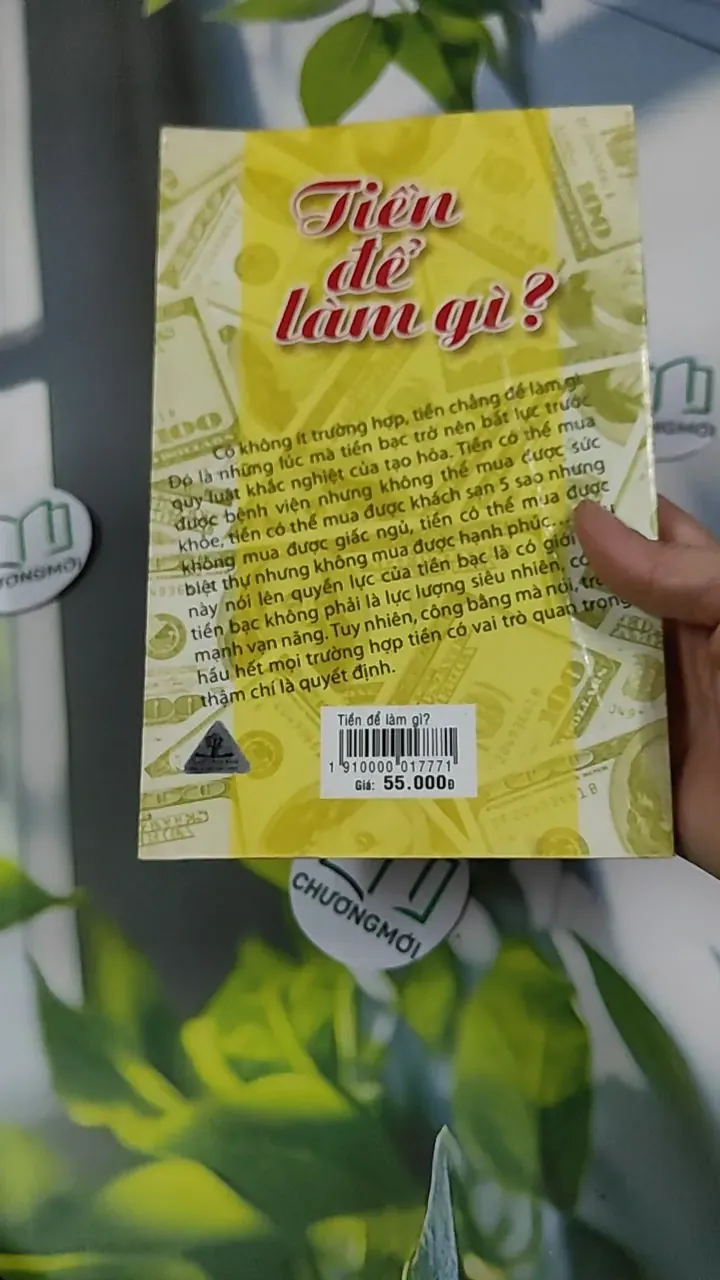 Tiền
để
làm gì?
Có không ít trường hợp, tiền chẳng để làm gì
Đó là những lúc mà tiền bạc trở nên bất lực trước
quy luật khắc nghiệt của tạo hóa. Tiền có thể mua
được bệnh viện nhưng không thể mua được sức
khỏe, tiền có thể mua được khách sạn 5 sao nhưng
không mua được giấc ngủ, tiền có thể mua được
biệt thự nhưng không mua được hạnh phúc....
này nói lên quyền lực của tiền bạc là có giới
tiền bạc không phải là lực lượng siêu nhiên,
mạnh vạn năng. Tuy nhiên, công bằng mà nói,
hầu hết mọi trường hợp tiền có vai trò quan trọng
thậm chí là quyết định.
Tiền để làm gì?
1 910000 017771
Giá: 55.000Đ
CHƯƠNGMỚI
CHƯƠNGMỚI